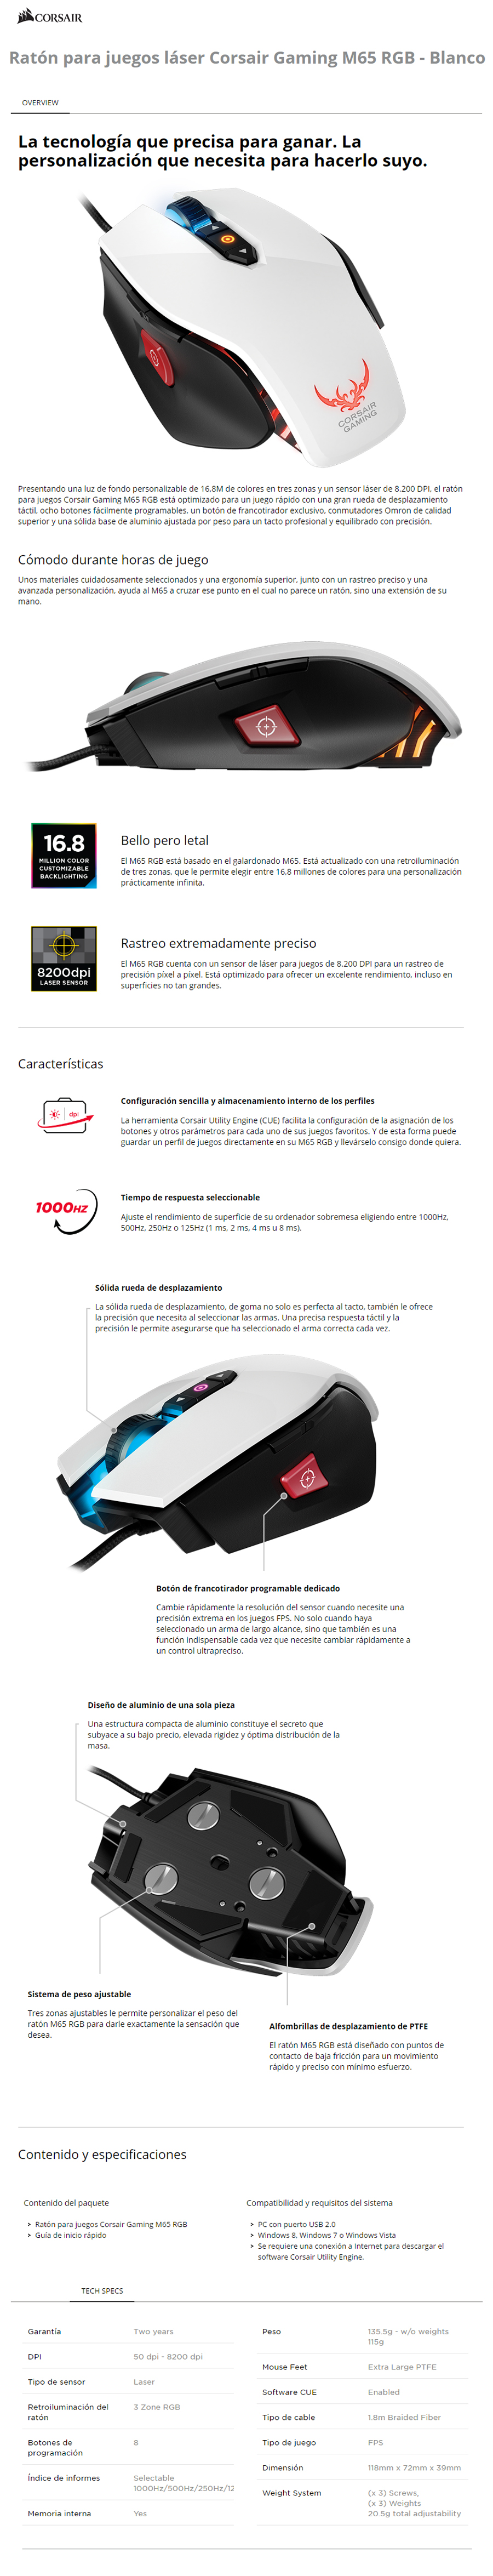 CORSAIR
Ratón para juegos láser Corsair Gaming M65 RGB - Blanco
OVERVIEW
La tecnología que precisa para ganar. La
personalización que necesita para hacerlo suyo.
CORSAIR
GAMING
Presentando una luz de fondo personalizable de 16,8M de colores en tres zonas y un sensor láser de 8.200 DPI, el ratón
para juegos Corsair Gaming M65 RGB está optimizado para un juego rápido con una gran rueda de desplazamiento
táctil, ocho botones fácilmente programables, un botón de francotirador exclusivo, conmutadores Omron de calidad
superior y una sólida base de aluminio ajustada por peso para un tacto profesional y equilibrado con precisión.
Cómodo durante horas de juego
Unos materiales cuidadosamente seleccionados y una ergonomía superior, junto con un rastreo preciso y una
avanzada personalización, ayuda al M65 a cruzar ese punto en el cual no parece un ratón, sino una extensión de su
mano.
16.8
MILLION COLOR
CUSTOMIZABLE
BACKLIGHTING
Bello pero letal
El M65 RGB está basado en el galardonado M65. Está actualizado con una retroiluminación
de tres zonas, que le permite elegir entre 16,8 millones de colores para una personalización
prácticamente infinita.
8200dpi
LASER SENSOR
Rastreo extremadamente preciso
El M65 RGB cuenta con un sensor de láser para juegos de 8.200 DPI para un rastreo de
precisión píxel a píxel. Está optimizado para ofrecer un excelente rendimiento, incluso en
superficies no tan grandes.
Características
dpi
Configuración sencilla y almacenamiento interno de los perfiles
La herramienta Corsair Utility Engine (CUE) facilita la configuración de la asignación de los
botones y otros parámetros para cada uno de sus juegos favoritos. Y de esta forma puede
guardar un perfil de juegos directamente en su M65 RGB y llevárselo consigo donde quiera.
1000HZ
Tiempo de respuesta seleccionable
Ajuste el rendimiento de superficie de su ordenador sobremesa eligiendo entre 1000Hz,
500Hz, 250Hz o 125Hz (1 ms, 2 ms, 4 ms u 8 ms).
Sólida rueda de desplazamiento
La sólida rueda de desplazamiento, de goma no solo es perfecta al tacto, también le ofrece
la precisión que necesita al seleccionar las armas. Una precisa respuesta táctil y la
precisión le permite asegurarse que ha seleccionado el arma correcta cada vez.
Botón de francotirador programable dedicado
Cambie rápidamente la resolución del sensor cuando necesite una
precisión extrema en los juegos FPS. No solo cuando haya
seleccionado un arma de largo alcance, sino que también es una
función indispensable cada vez que necesite cambiar rápidamente a
un control ultrapreciso.
Diseño de aluminio de una sola pieza
Una estructura compacta de aluminio constituye el secreto que
subyace a su bajo precio, elevada rigidez y óptima distribución de la
masa.
Sistema de peso ajustable
Tres zonas ajustables le permite personalizar el peso del
ratón M65 RGB para darle exactamente la sensación que
desea.
Alfombrillas de desplazamiento de PTFE
El ratón M65 RGB está diseñado con puntos de
contacto de baja fricción para un movimiento
rápido y preciso con mínimo esfuerzo.
Contenido y especificaciones
Contenido del paquete
Ratón para juegos Corsair Gaming M65 RGB
Guía de inicio rápido
Compatibilidad y requisitos del sistema
PC con puerto USB 2.0
Windows 8, Windows 7 o Windows Vista
Se requiere una conexión a Internet para descargar el
software Corsair Utility Engine.
TECH SPECS
Garantía Two years
DPI 50 dpi - 8200 dpi
Tipo de sensor Laser
Retroiluminación del 3 Zone RGB
ratón
Botones de 8
programación
Índice de informes Selectable
1000Hz/500Hz/250Hz/12
Memoria interna Yes
Peso 135.5g - w/o weights
115g
Mouse Feet Extra Large PTFE
Software CUE Enabled
Tipo de cable 1.8m Braided Fiber
Tipo de juego FPS
Dimensión 118mm x 72mm x 39mm
Weight System (x 3) Screws,
(x 3) Weights
20.5g total adjustability